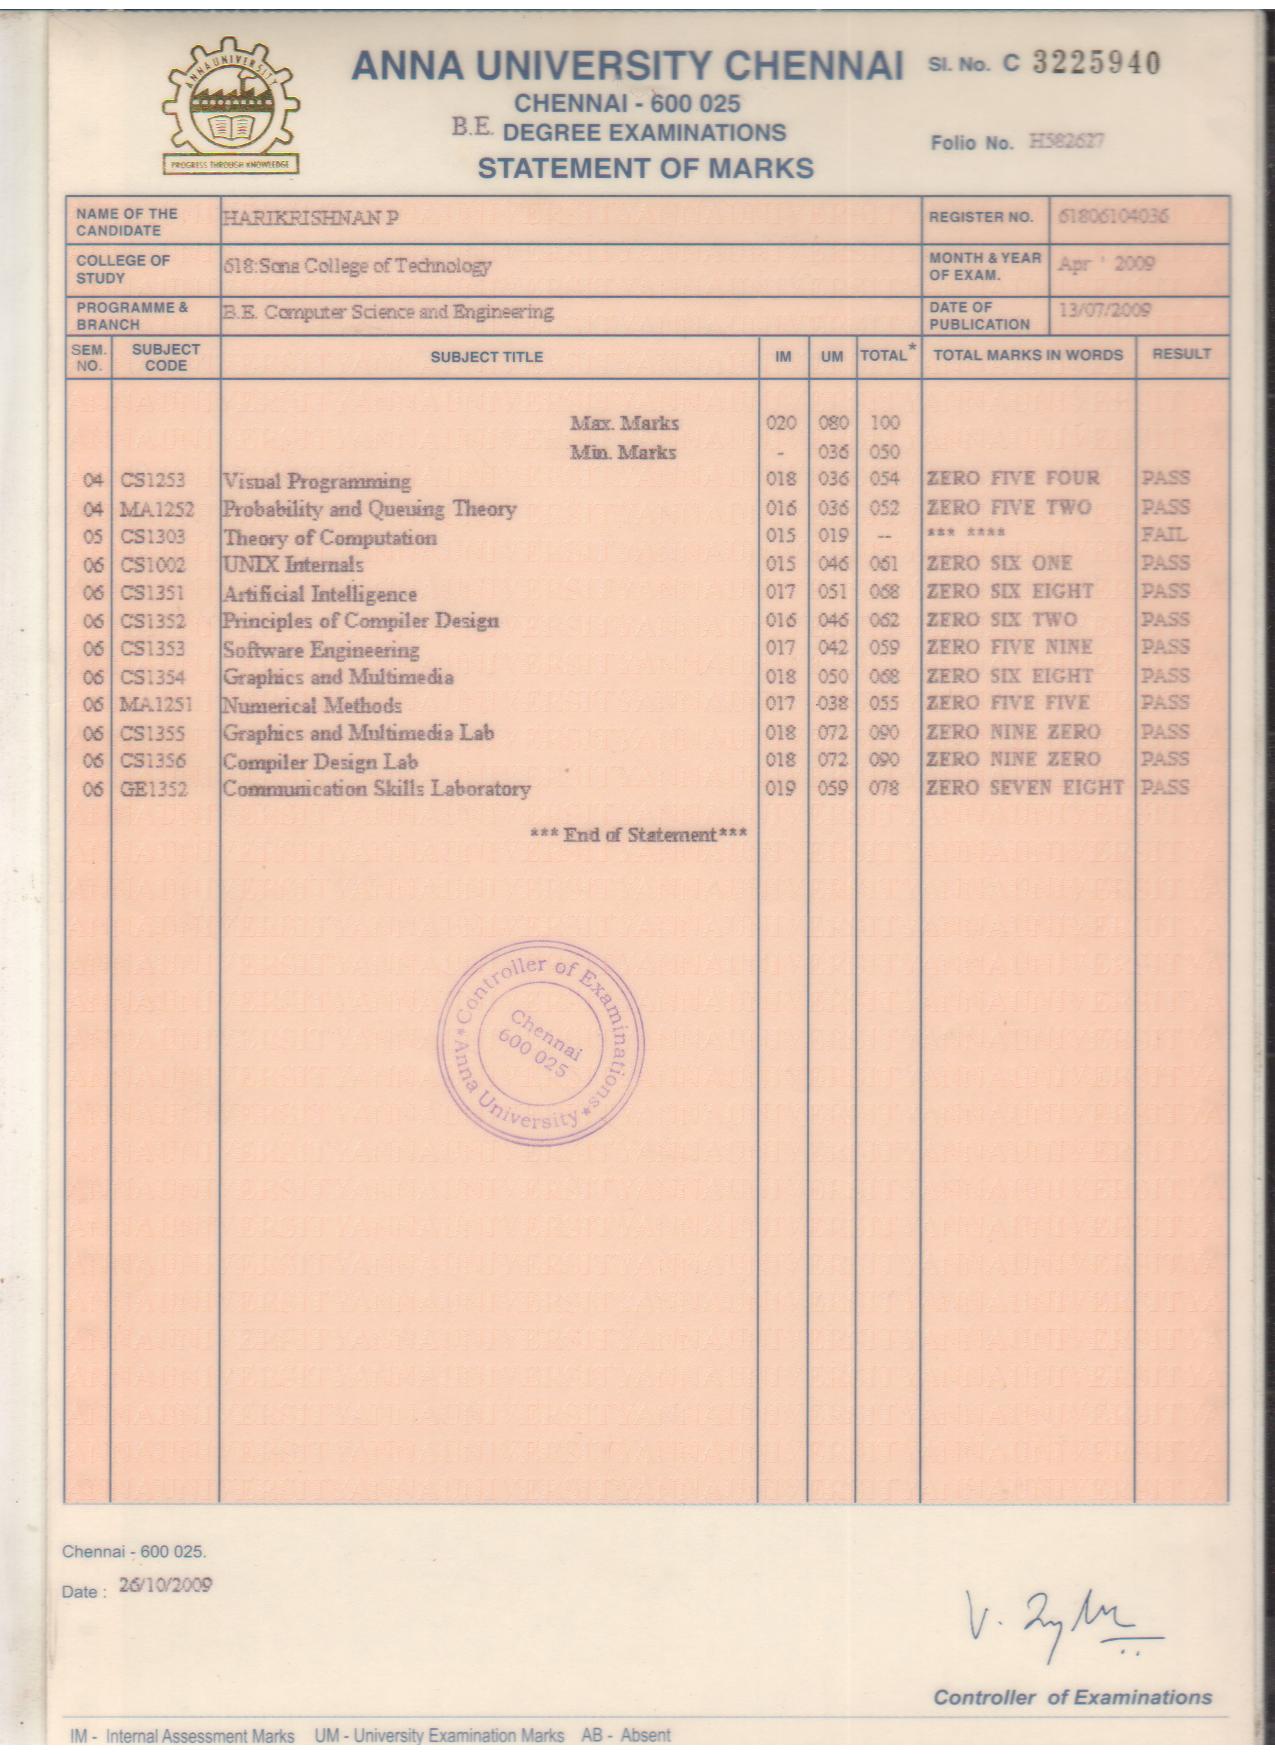 ANNA UNIVERSITY
PROGRESS THROUGH KNOWLEDGE
ANNA UNIVERSITY CHENNAI
Sl. No. C 3225940
CHENNAI - 600 025
B.E. DEGREE EXAMINATIONS
Folio No. H582627
STATEMENT OF MARKS
NAME OF THE CANDIDATE HARIKRISHNAN P REGISTER NO. 61806104036
COLLEGE OF STUDY 618:Sona College of Technology MONTH & YEAR OF EXAM. Apr ' 2009
PROGRAMME & BRANCH B.E. Computer Science and Engineering DATE OF PUBLICATION 13/07/2009
SEM. NO. SUBJECT CODE SUBJECT TITLE IM UM TOTAL* TOTAL MARKS IN WORDS RESULT
Max. Marks 020 080 100
Min. Marks - 036 050
04 CS1253 Visual Programming 018 036 054 ZERO FIVE FOUR PASS
04 MA1252 Probability and Queuing Theory 016 036 052 ZERO FIVE TWO PASS
05 CS1303 Theory of Computation 015 019 -- *** **** FAIL
06 CS1002 UNIX Internals 015 046 061 ZERO SIX ONE PASS
06 CS1351 Artificial Intelligence 017 051 068 ZERO SIX EIGHT PASS
06 CS1352 Principles of Compiler Design 016 046 062 ZERO SIX TWO PASS
06 CS1353 Software Engineering 017 042 059 ZERO FIVE NINE PASS
06 CS1354 Graphics and Multimedia 018 050 068 ZERO SIX EIGHT PASS
06 MA1251 Numerical Methods 017 038 055 ZERO FIVE FIVE PASS
06 CS1355 Graphics and Multimedia Lab 018 072 090 ZERO NINE ZERO PASS
06 CS1356 Compiler Design Lab 018 072 090 ZERO NINE ZERO PASS
06 GE1352 Communication Skills Laboratory 019 059 078 ZERO SEVEN EIGHT PASS
*** End of Statement***
*Controller of Examinations*
Anna University
Chennai
600 025
Chennai - 600 025.
Date : 26/10/2009
Controller of Examinations
IM - Internal Assessment Marks UM - University Examination Marks AB - Absent